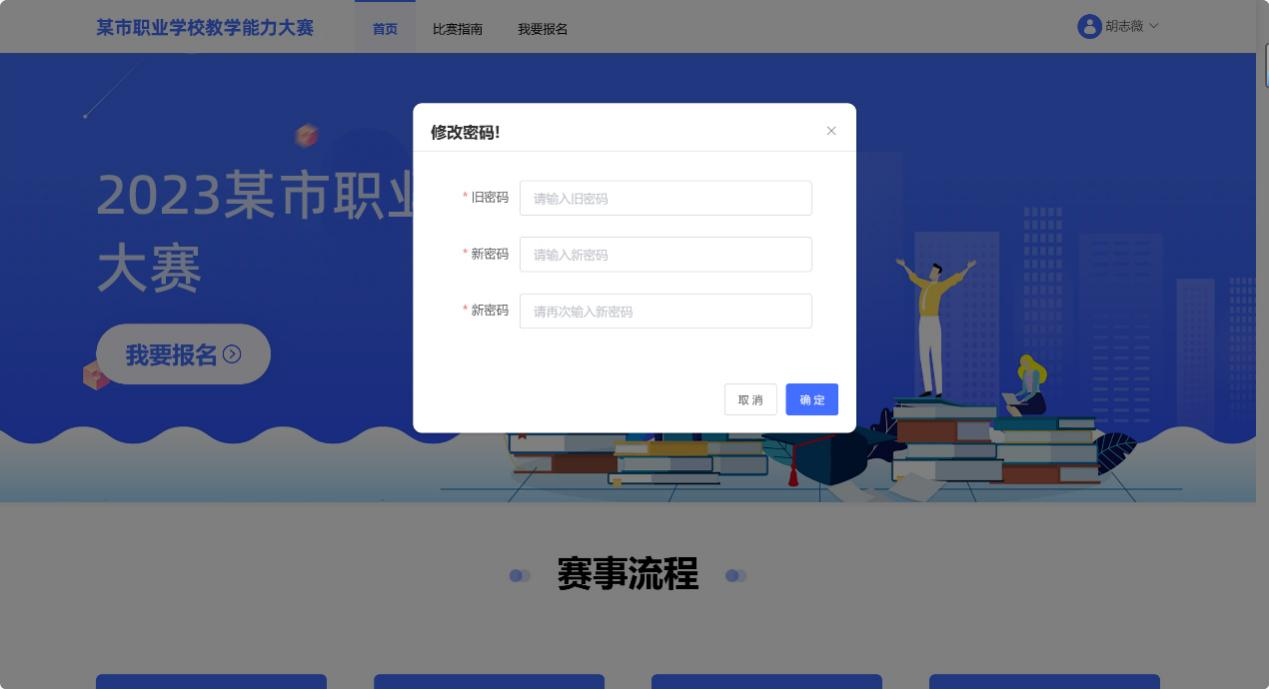 某市职业学校教学能力大赛
首页
比赛指南
我要报名
胡志薇
修改密码!
2023某市职业
大赛
* 旧密码
请输入旧密码
* 新密码
请输入新密码
* 新密码
请再次输入新密码
我要报名
取 消
确 定
赛事流程